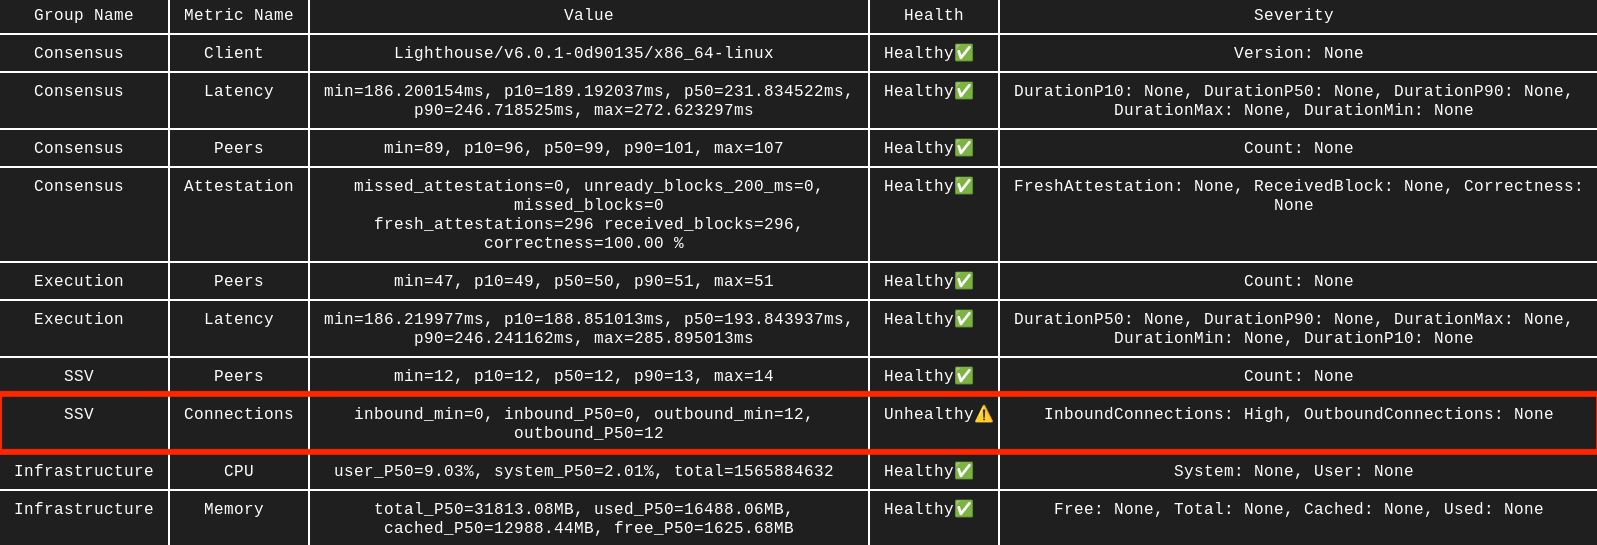 Group Name Metric Name Value Health Severity
Consensus Client Lighthouse/v6.0.1-0d90135/x86_64-linux Healthy✅ Version: None
Consensus Latency min=186.200154ms, p10=189.192037ms, p50=231.834522ms, Healthy✅ DurationP10: None, DurationP50: None, DurationP90: None,
p90=246.718525ms, max=272.623297ms DurationMax: None, DurationMin: None
Consensus Peers min=89, p10=96, p50=99, p90=101, max=107 Healthy✅ Count: None
Consensus Attestation missed_attestations=0, unready_blocks_200_ms=0, Healthy✅ FreshAttestation: None, ReceivedBlock: None, Correctness:
missed_blocks=0 None
fresh_attestations=296 received_blocks=296,
correctness=100.00 %
Execution Peers min=47, p10=49, p50=50, p90=51, max=51 Healthy✅ Count: None
Execution Latency min=186.219977ms, p10=188.851013ms, p50=193.843937ms, Healthy✅ DurationP50: None, DurationP90: None, DurationMax: None,
p90=246.241162ms, max=285.895013ms DurationMin: None, DurationP10: None
SSV Peers min=12, p10=12, p50=12, p90=13, max=14 Healthy✅ Count: None
SSV Connections inbound_min=0, inbound_P50=0, outbound_min=12, Unhealthy⚠️ InboundConnections: High, OutboundConnections: None
outbound_P50=12
Infrastructure CPU user_P50=9.03%, system_P50=2.01%, total=1565884632 Healthy✅ System: None, User: None
Infrastructure Memory total_P50=31813.08MB, used_P50=16488.06MB, Healthy✅ Free: None, Total: None, Cached: None, Used: None
cached_P50=12988.44MB, free_P50=1625.68MB